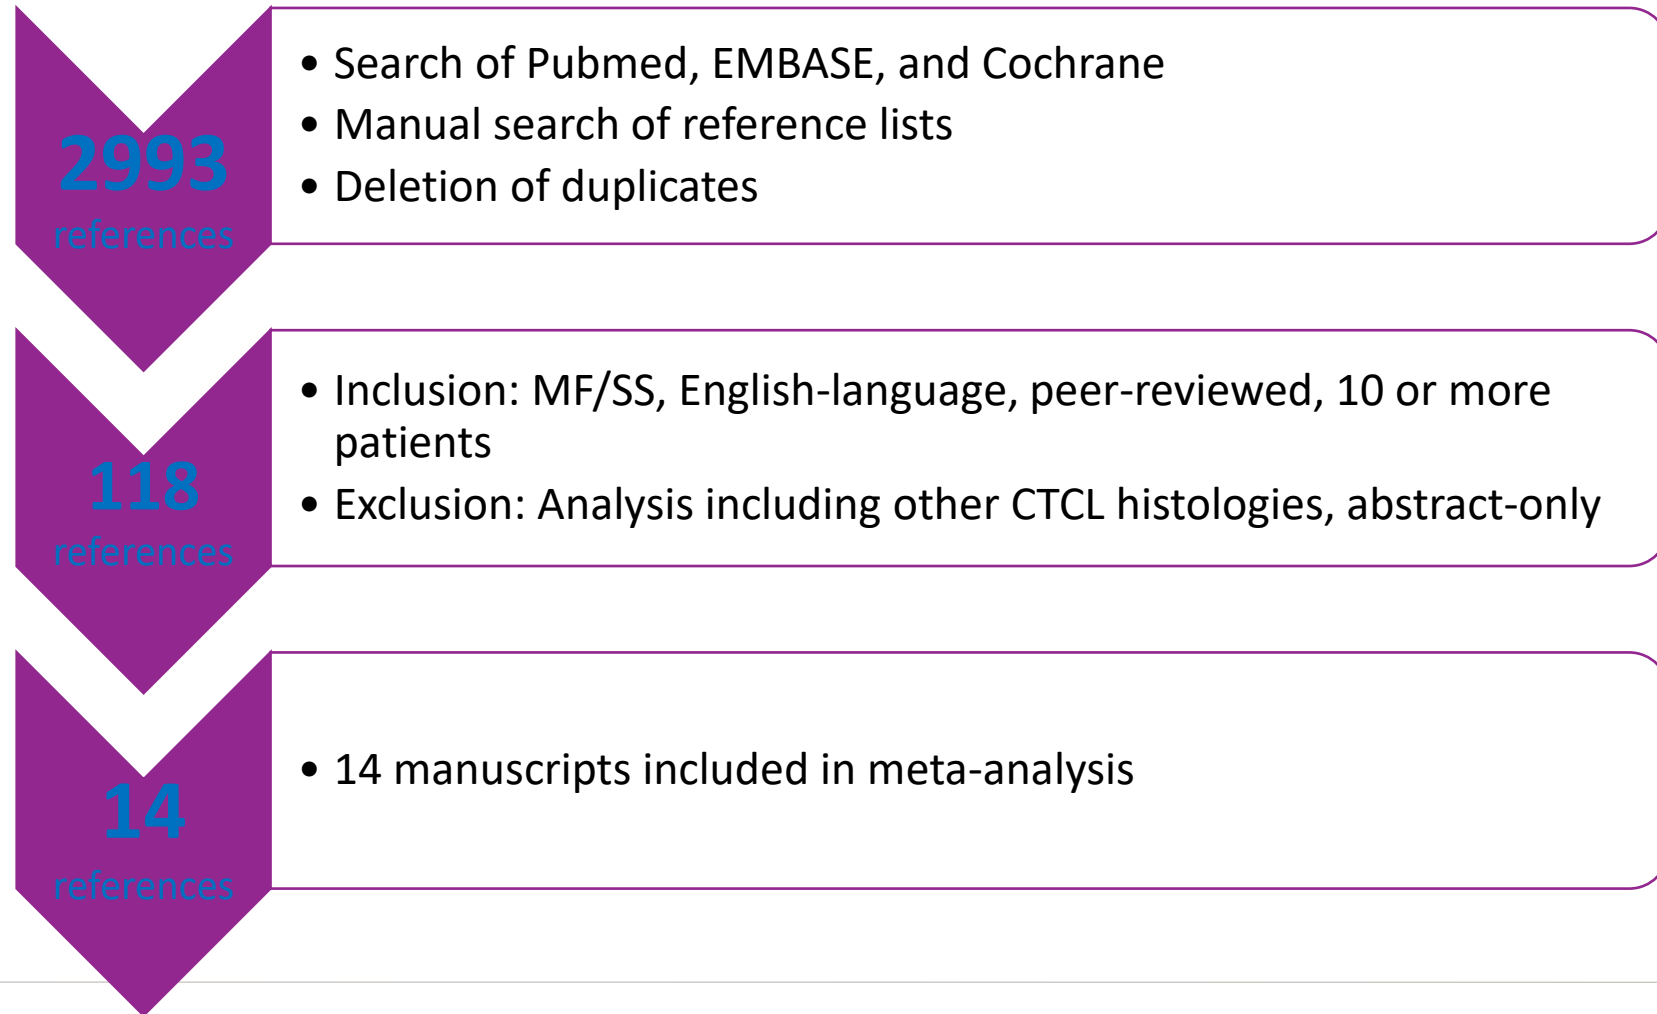 2993
references
• Search of Pubmed, EMBASE, and Cochrane
• Manual search of reference lists
• Deletion of duplicates
118
references
• Inclusion: MF/SS, English-language, peer-reviewed, 10 or more
patients
• Exclusion: Analysis including other CTCL histologies, abstract-only
14
references
• 14 manuscripts included in meta-analysis